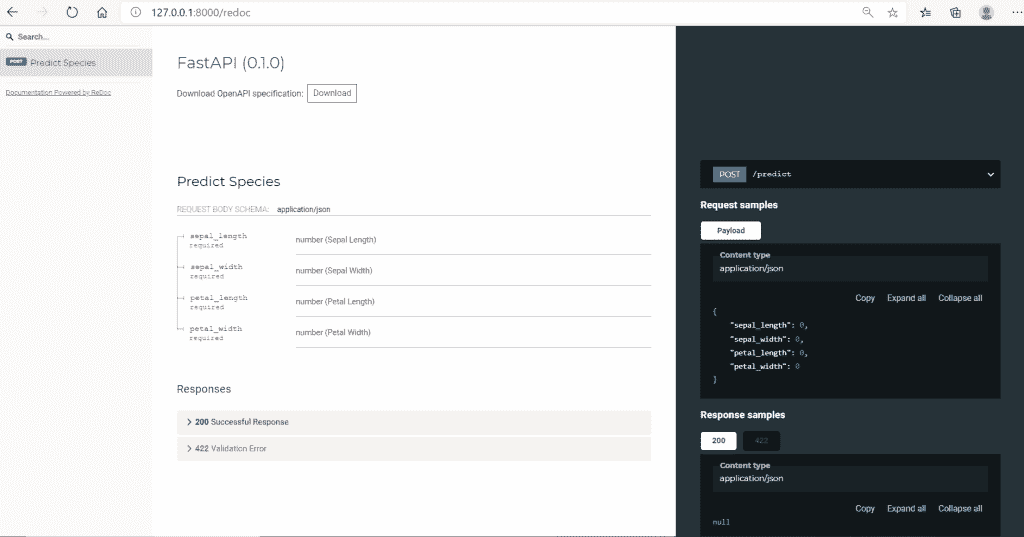 127.0.0.1:8000/redoc
Search...
POST Predict Species
Documentation Powered by ReDoc
FastAPI (0.1.0)
Download OpenAPI specification: Download
Predict Species
REQUEST BODY SCHEMA: application/json
sepal_length
required
number (Sepal Length)
sepal_width
required
number (Sepal Width)
petal_length
required
number (Petal Length)
petal_width
required
number (Petal Width)
Responses
200 Successful Response
422 Validation Error
POST /predict
Request samples
Payload
Content type
application/json
Copy Expand all Collapse all
{
"sepal_length": 0,
"sepal_width": 0,
"petal_length": 0,
"petal_width": 0
}
Response samples
200 422
Content type
application/json
Copy Expand all Collapse all
null